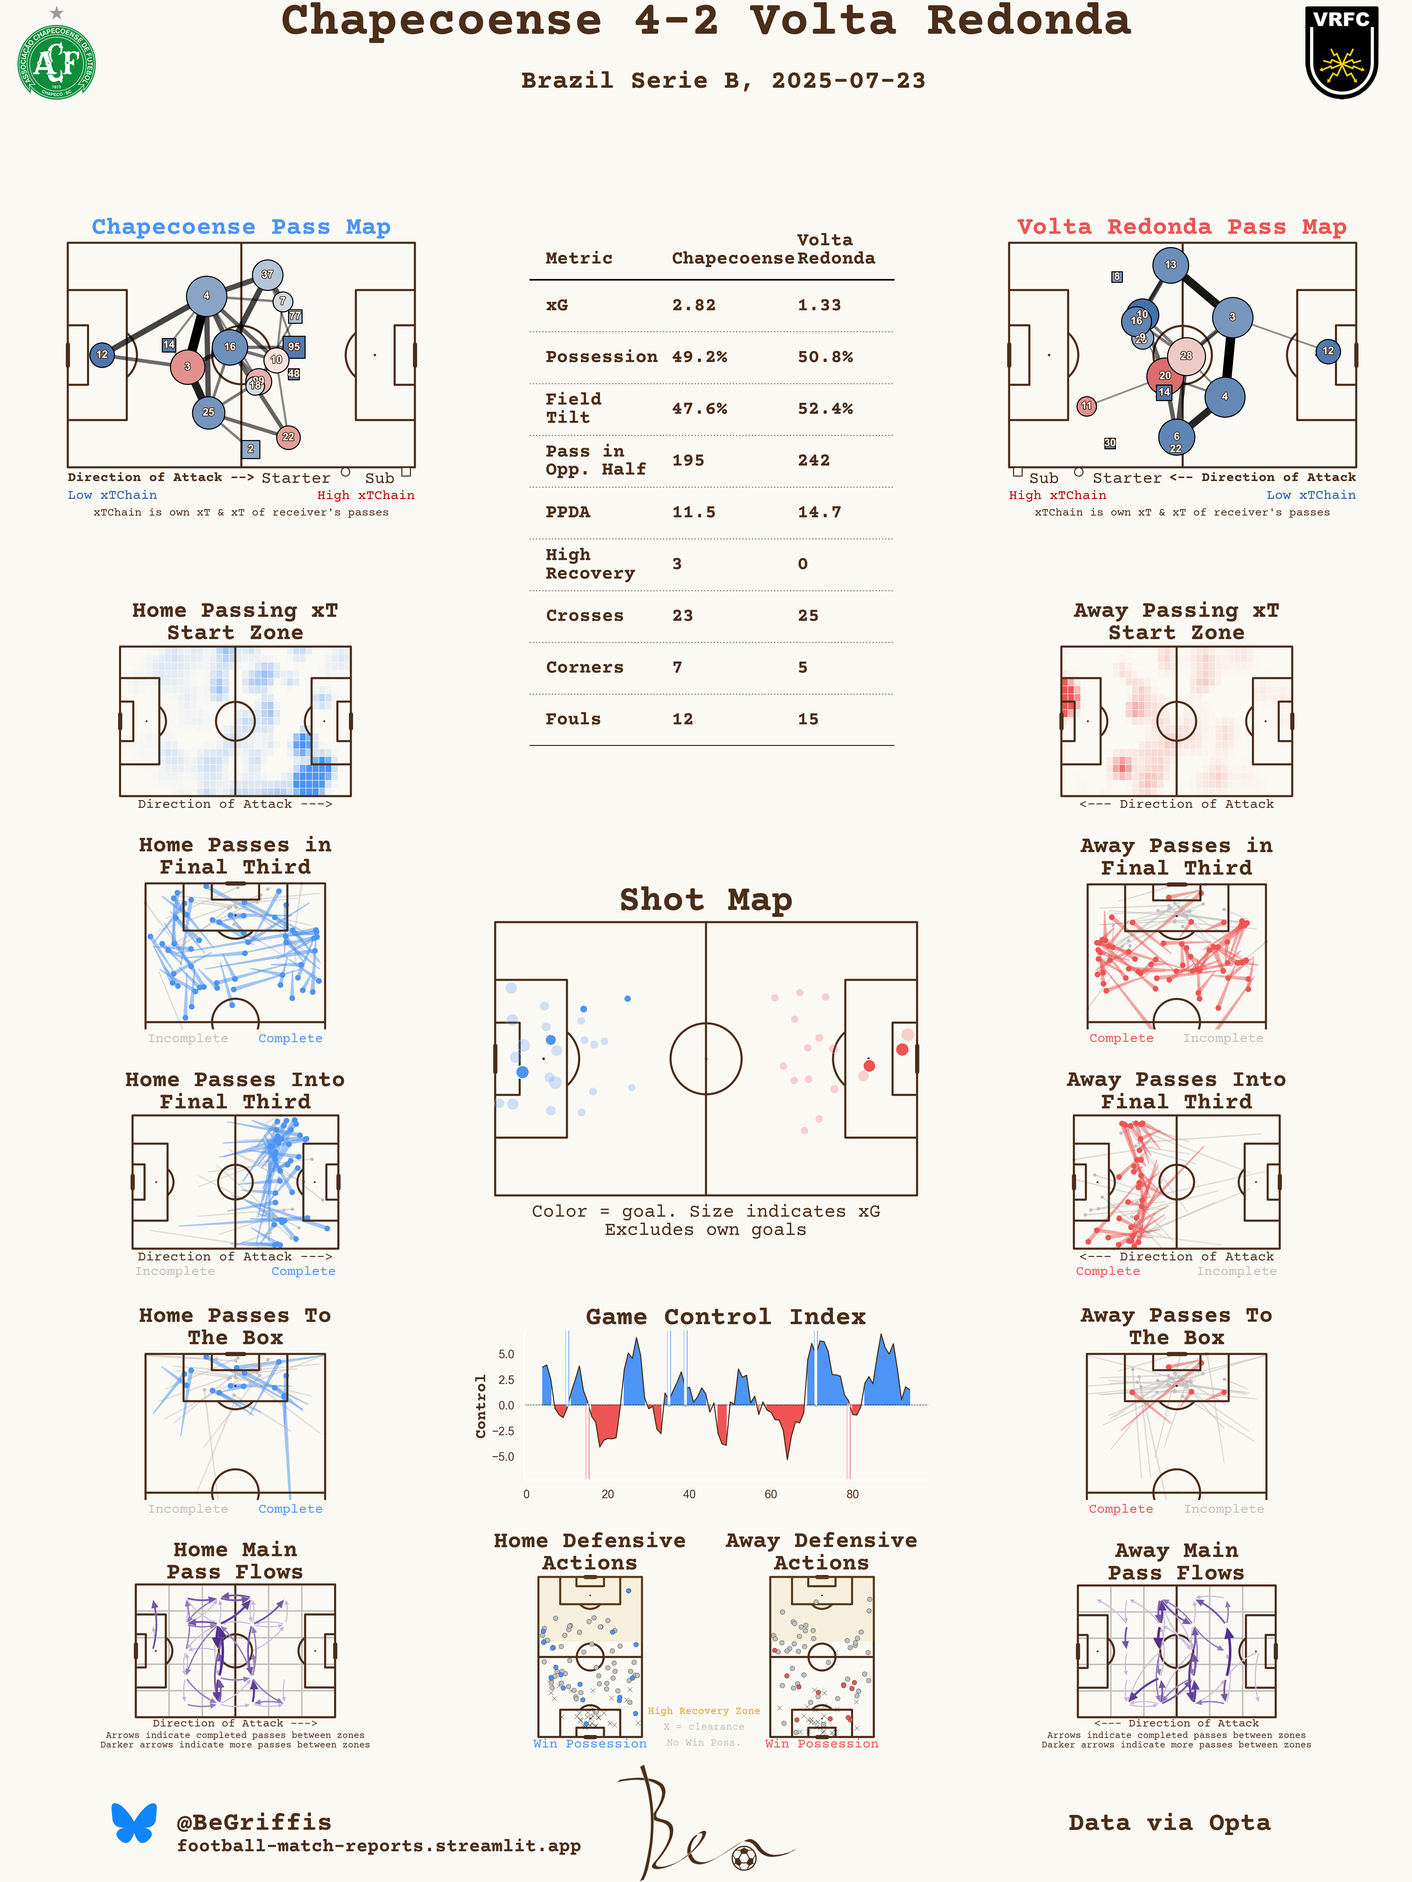 Chapecoense 4-2 Volta Redonda
Brazil Serie B, 2025-07-23
ASSOCIAÇÃO CHAPECOENSE DE FUTEBOL
ACF
1973
CHAPECÓ - SC
VRFC
Chapecoense Pass Map
37
4
7
77
14
16
95
12
10
3
48
18
25
22
2
Direction of Attack --> Starter Sub
Low xTChain High xTChain
xTChain is own xT & xT of receiver's passes
Metric Chapecoense Volta Redonda
xG 2.82 1.33
Possession 49.2% 50.8%
Field Tilt 47.6% 52.4%
Pass in Opp. Half 195 242
PPDA 11.5 14.7
High Recovery 3 0
Crosses 23 25
Corners 7 5
Fouls 12 15
Volta Redonda Pass Map
13
8
10
16
3
9
28
12
20
14
4
11
6
22
30
Sub Starter <-- Direction of Attack
High xTChain Low xTChain
xTChain is own xT & xT of receiver's passes
Home Passing xT
Start Zone
Direction of Attack --->
Away Passing xT
Start Zone
<--- Direction of Attack
Home Passes in
Final Third
Incomplete Complete
Away Passes in
Final Third
Complete Incomplete
Shot Map
Color = goal. Size indicates xG
Excludes own goals
Home Passes Into
Final Third
Direction of Attack --->
Incomplete Complete
Away Passes Into
Final Third
<--- Direction of Attack
Complete Incomplete
Home Passes To
The Box
Incomplete Complete
Game Control Index
Control
5.0
2.5
0.0
−2.5
−5.0
0 20 40 60 80
Away Passes To
The Box
Complete Incomplete
Home Main
Pass Flows
Direction of Attack --->
Arrows indicate completed passes between zones
Darker arrows indicate more passes between zones
Home Defensive
Actions
Win Possession
Away Defensive
Actions
Win Possession
High Recovery Zone
X = clearance
No Win Poss.
Away Main
Pass Flows
<--- Direction of Attack
Arrows indicate completed passes between zones
Darker arrows indicate more passes between zones
@BeGriffis
football-match-reports.streamlit.app
Ben
Data via Opta